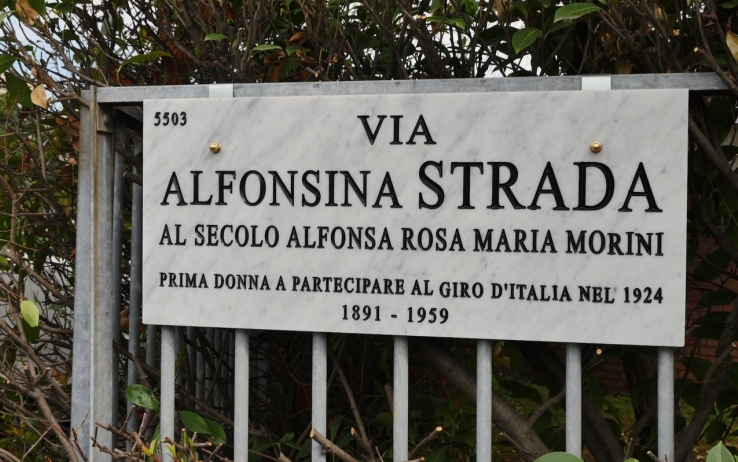 5503
VIA
ALFONSINA STRADA
AL SECOLO ALFONSA ROSA MARIA MORINI
PRIMA DONNA A PARTECIPARE AL GIRO D'ITALIA NEL 1924
1891 - 1959